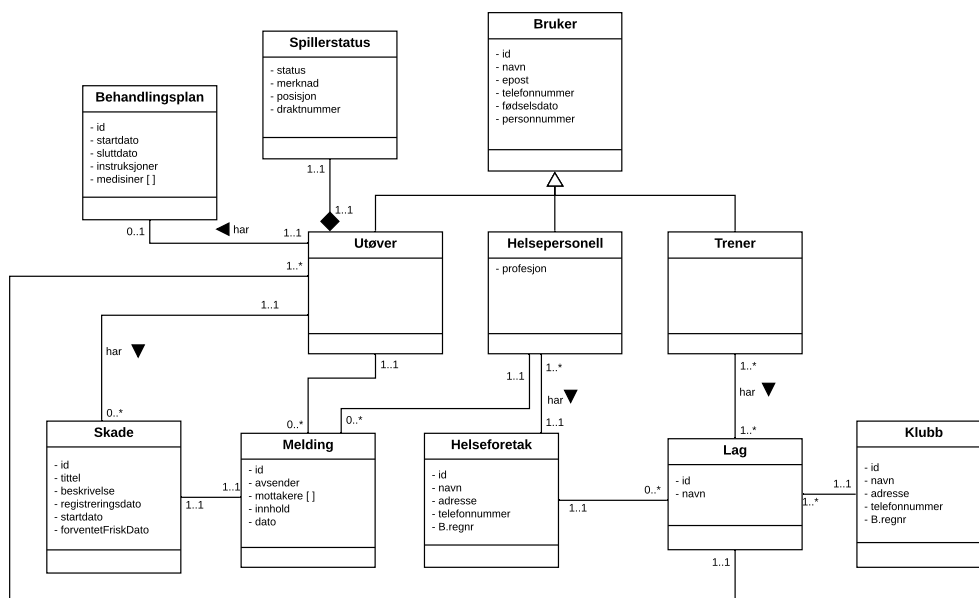 Bruker
- id
- navn
- epost
- telefonnummer
- fødselsdato
- personnummer
Spillerstatus
- status
- merknad
- posisjon
- draktnummer
Behandlingsplan
- id
- startdato
- sluttdato
- instruksjoner
- medisiner [ ]
1..1
1..1
0..1
har
1..1
Utøver
1..*
1..1
Helsepersonell
- profesjon
Trener
har
0..*
1..1
0..*
1..1
0..*
1..*
har
1..1
1..*
har
1..*
Skade
- id
- tittel
- beskrivelse
- registreringsdato
- startdato
- forventetFriskDato
1..1
1..1
Melding
- id
- avsender
- mottakere [ ]
- innhold
- dato
Helseforetak
- id
- navn
- adresse
- telefonnummer
- B.regnr
1..1
0..*
Lag
- id
- navn
1..*
1..1
1..1
Klubb
- id
- navn
- adresse
- telefonnummer
- B.regnr